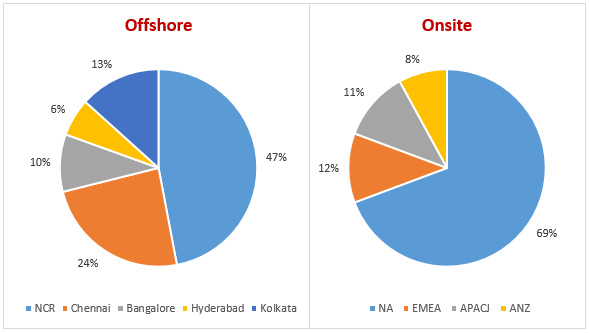 Offshore
13%
6%
10%
47%
24%
NCR Chennai Bangalore Hyderabad Kolkata
Onsite
8%
11%
12%
69%
NA EMEA APACJ ANZ